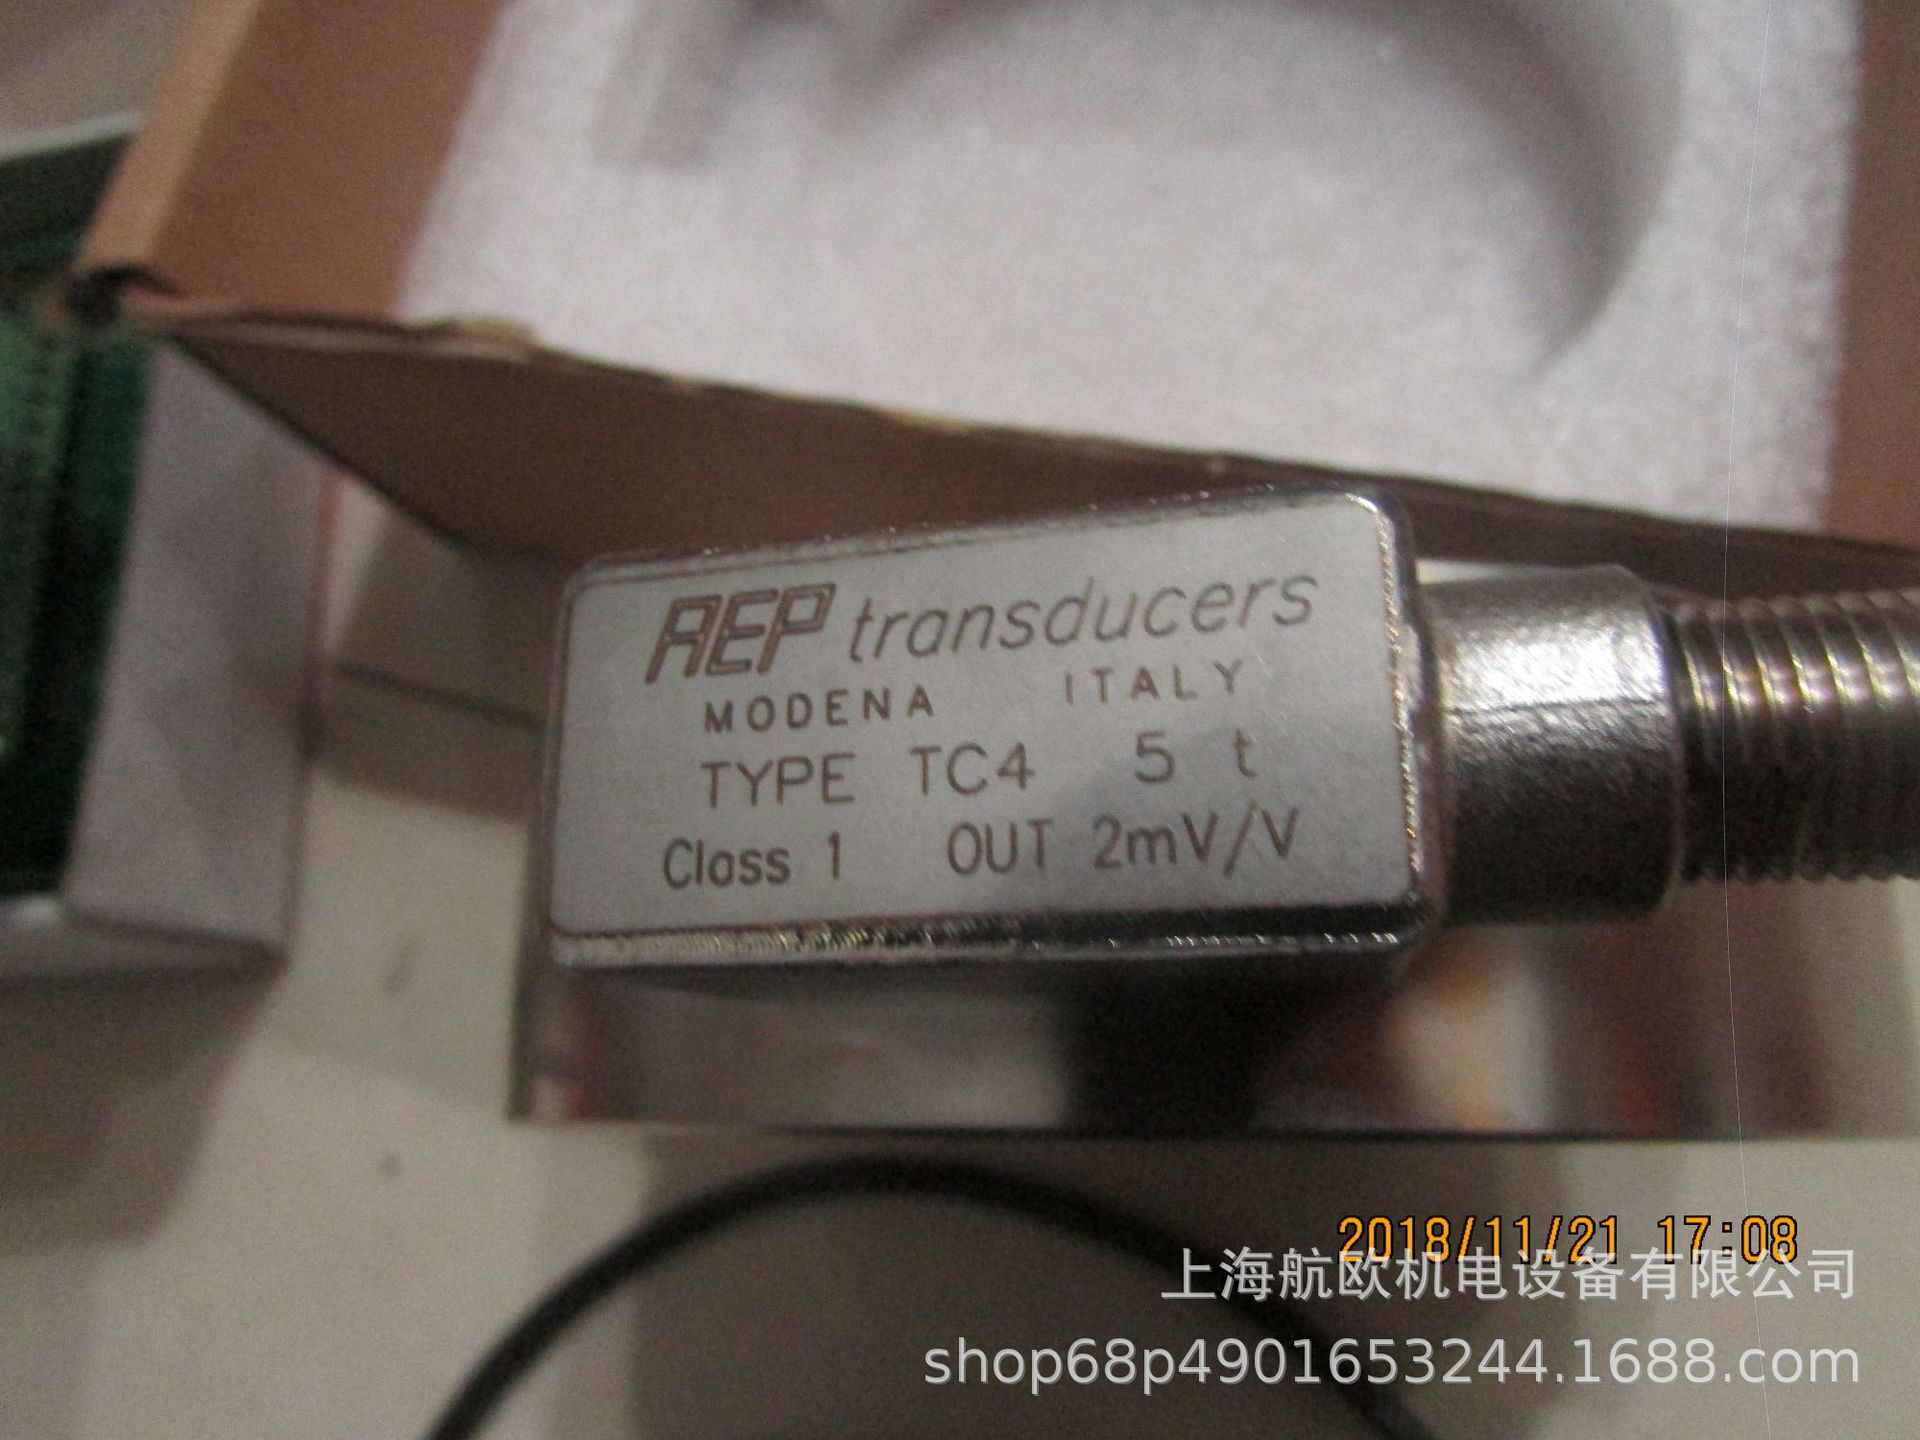 AEP transducers
MODENA ITALY
TYPE TC4 5 t
Class 1 OUT 2mV/V
2018/11/21 17:08
上海航欧机电设备有限公司
shop68p4901653244.1688.com